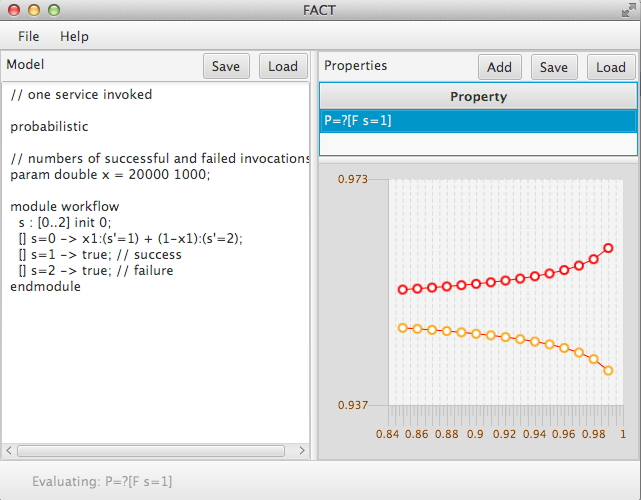 FACT
File Help
Model Save Load
// one service invoked
probabilistic
// numbers of successful and failed invocations
param double x = 20000 1000;
module workflow
s : [0..2] init 0;
[] s=0 -> x1:(s'=1) + (1-x1):(s'=2);
[] s=1 -> true; // success
[] s=2 -> true; // failure
endmodule
Properties Add Save Load
Property
P=?[F s=1]
0.973
0.937
0.84 0.86 0.88 0.9 0.92 0.94 0.96 0.98 1
Evaluating: P=?[F s=1]